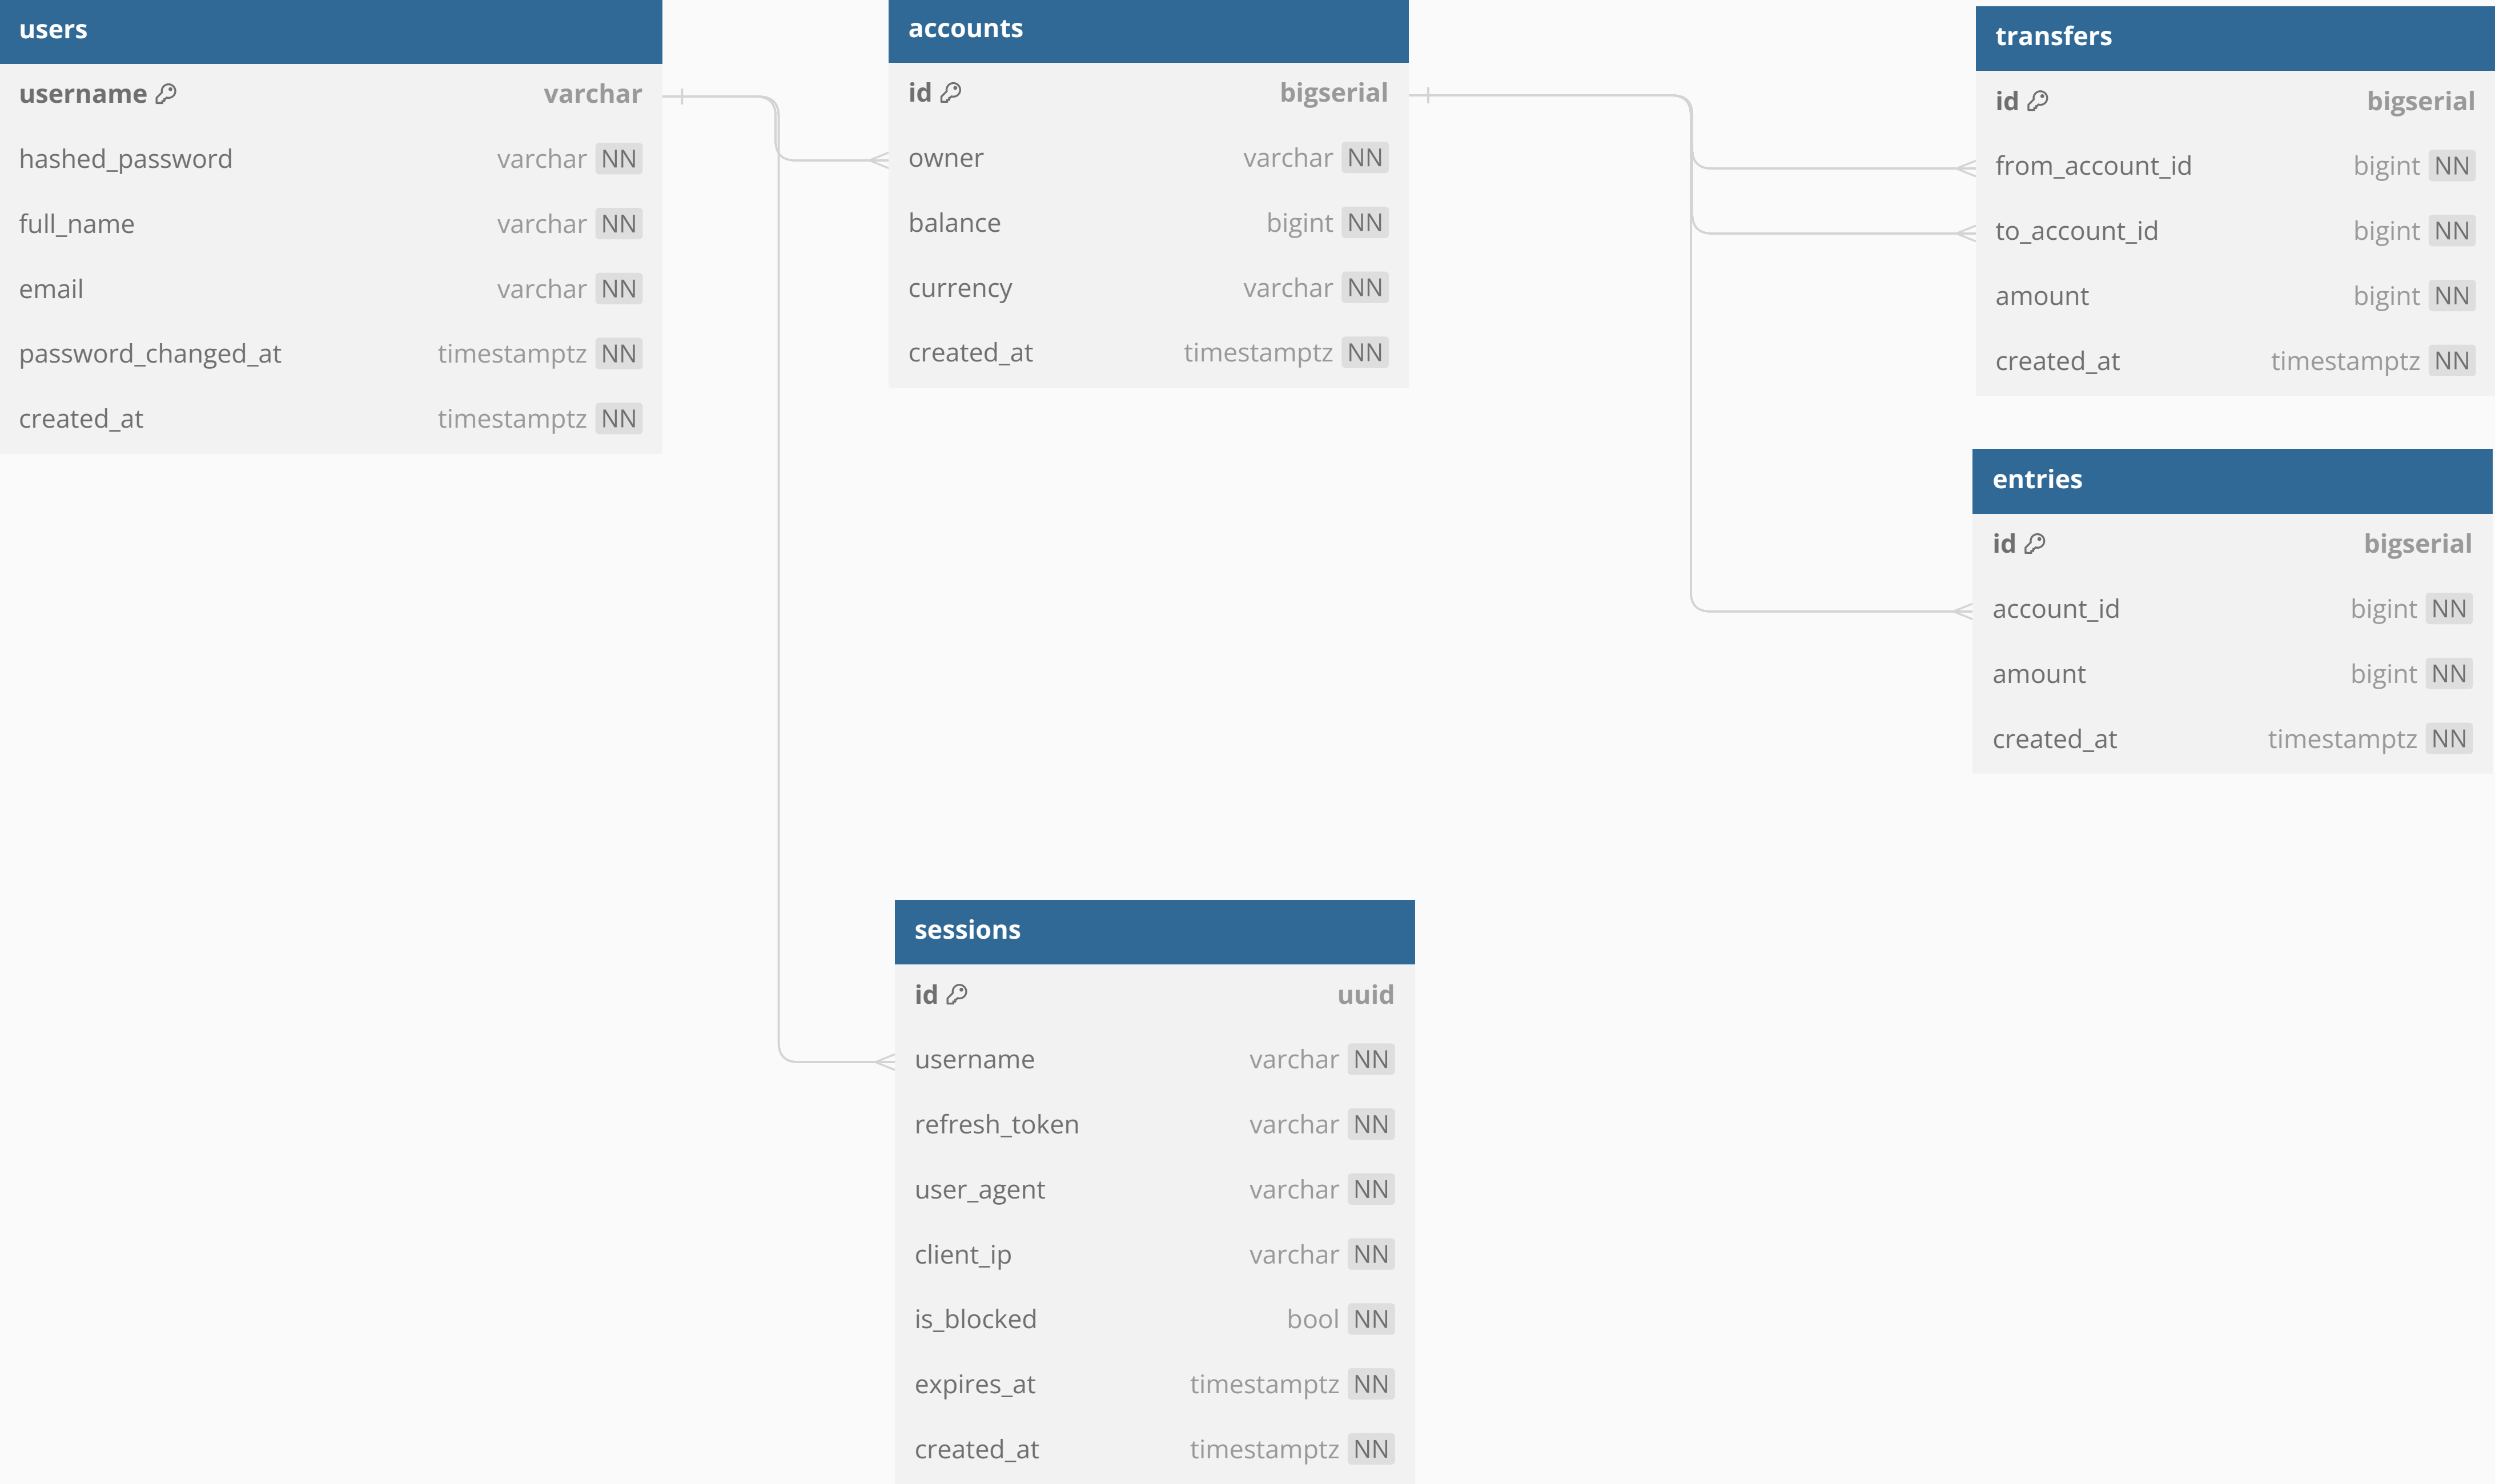 users
username varchar
hashed_password varchar NN
full_name varchar NN
email varchar NN
password_changed_at timestamptz NN
created_at timestamptz NN
accounts
id bigserial
owner varchar NN
balance bigint NN
currency varchar NN
created_at timestamptz NN
transfers
id bigserial
from_account_id bigint NN
to_account_id bigint NN
amount bigint NN
created_at timestamptz NN
entries
id bigserial
account_id bigint NN
amount bigint NN
created_at timestamptz NN
sessions
id uuid
username varchar NN
refresh_token varchar NN
user_agent varchar NN
client_ip varchar NN
is_blocked bool NN
expires_at timestamptz NN
created_at timestamptz NN